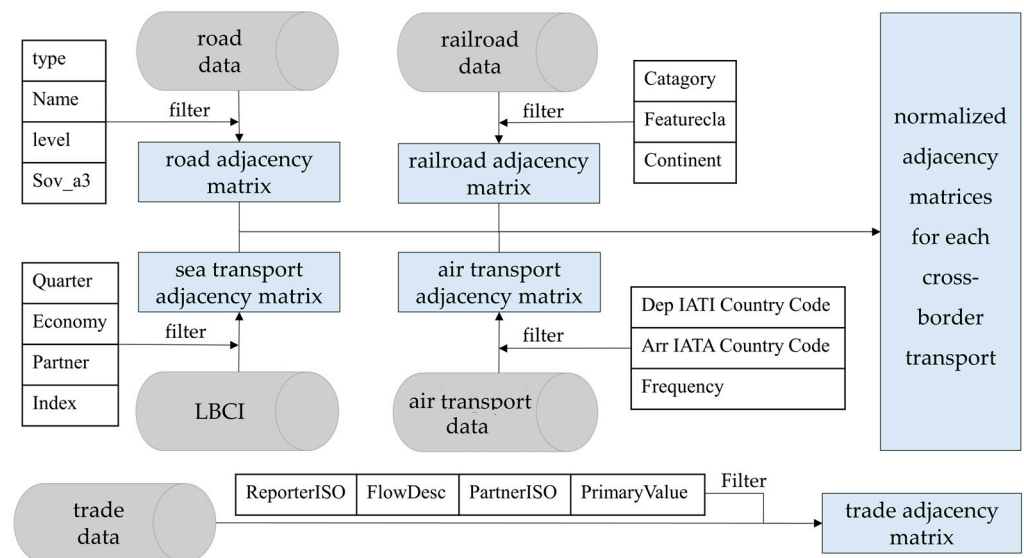 road
data
railroad
data
type
Name
level
Sov_a3
filter
filter
Catagory
Featurecla
Continent
road adjacency
matrix
railroad adjacency
matrix
normalized
adjacency
matrices
for each
cross-
border
transport
Quarter
Economy
Partner
Index
sea transport
adjacency matrix
air transport
adjacency matrix
filter
filter
Dep IATI Country Code
Arr IATA Country Code
Frequency
LBCI
air transport
data
trade
data
ReporterISO
FlowDesc
PartnerISO
PrimaryValue
Filter
trade adjacency
matrix